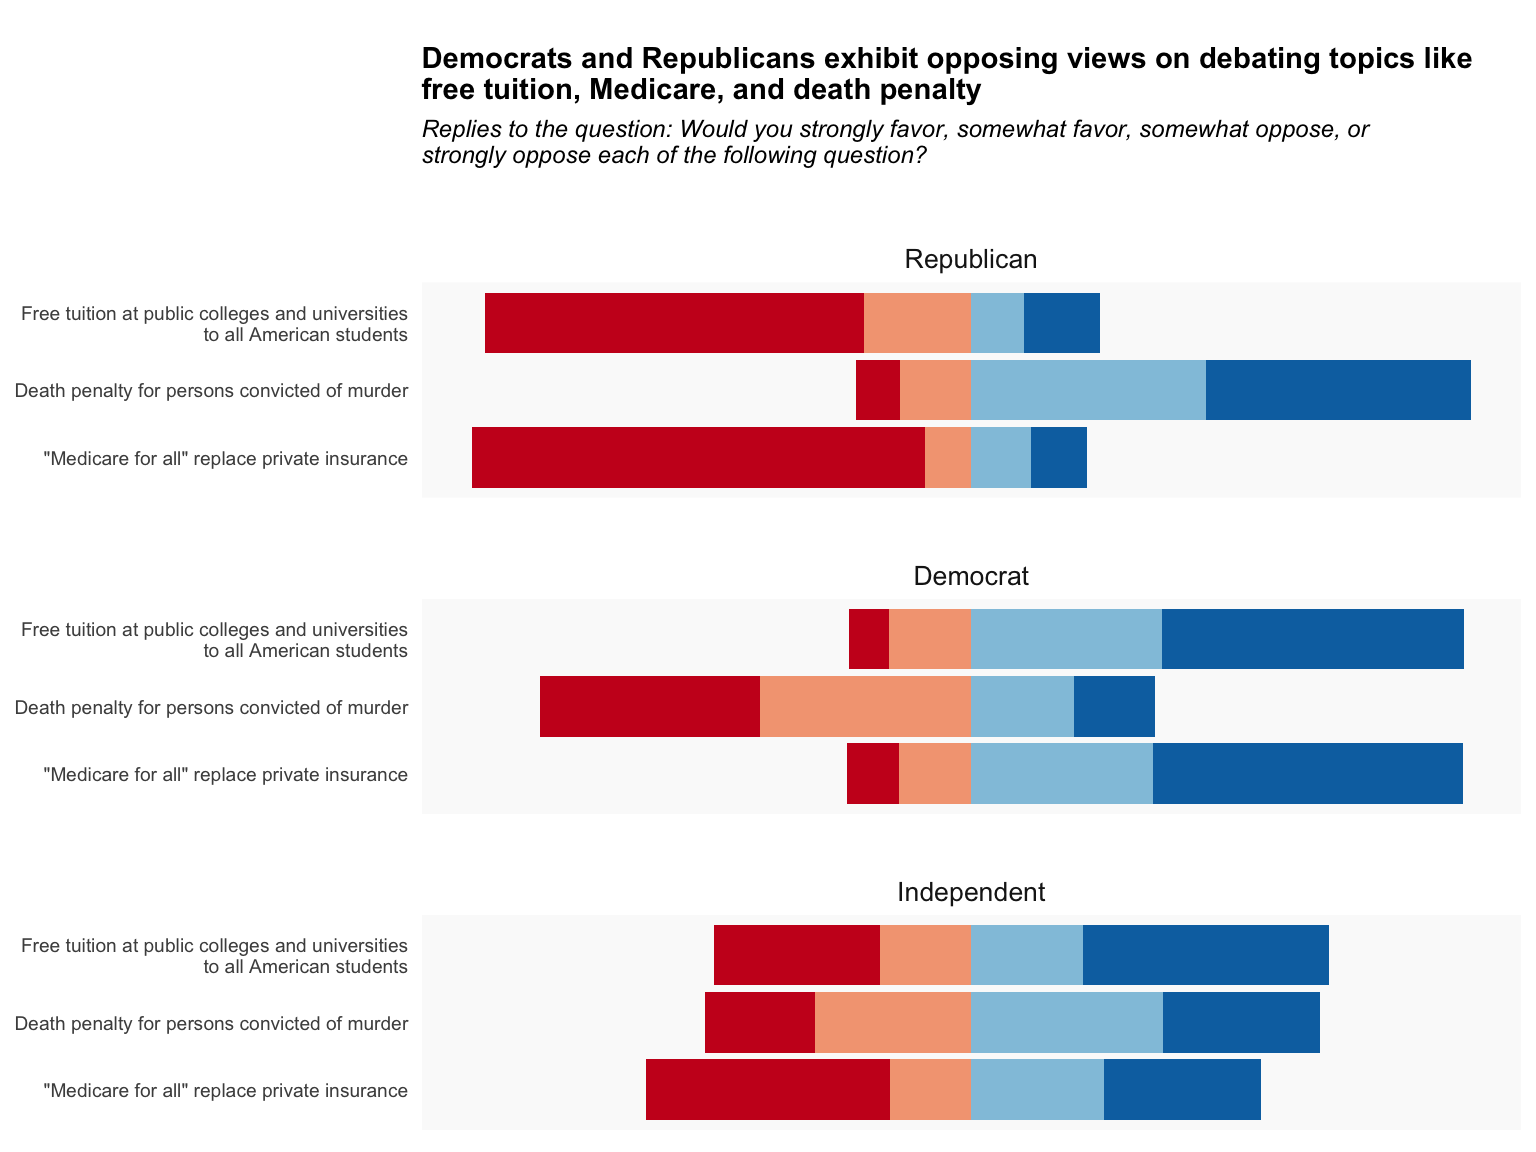 Democrats and Republicans exhibit opposing views on debating topics like
free tuition, Medicare, and death penalty
Replies to the question: Would you strongly favor, somewhat favor, somewhat oppose, or
strongly oppose each of the following question?
Republican
Free tuition at public colleges and universities
to all American students
Death penalty for persons convicted of murder
"Medicare for all" replace private insurance
Democrat
Free tuition at public colleges and universities
to all American students
Death penalty for persons convicted of murder
"Medicare for all" replace private insurance
Independent
Free tuition at public colleges and universities
to all American students
Death penalty for persons convicted of murder
"Medicare for all" replace private insurance